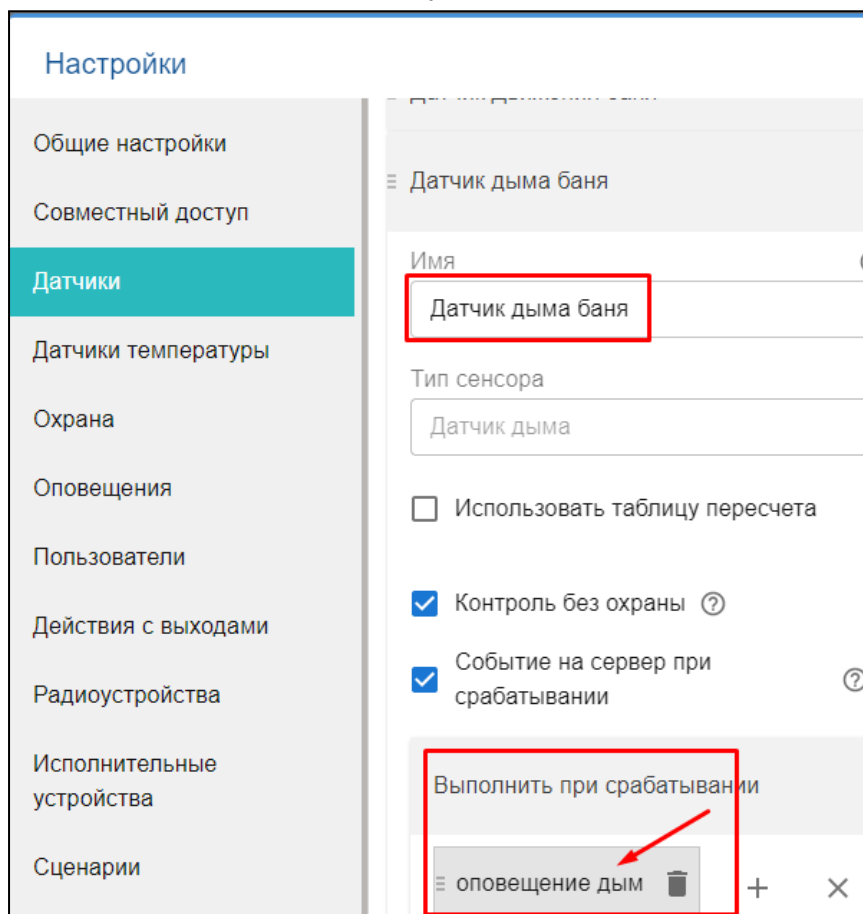 Настройки
Общие настройки
Совместный доступ
Датчики
Датчики температуры
Охрана
Оповещения
Пользователи
Действия с выходами
Радиоустройства
Исполнительные
устройства
Сценарии
Датчик дыма баня
Имя
Датчик дыма баня
Тип сенсора
Датчик дыма
Использовать таблицу пересчета
Контроль без охраны
Событие на сервер при
срабатывании
Выполнить при срабатывании
оповещение дым